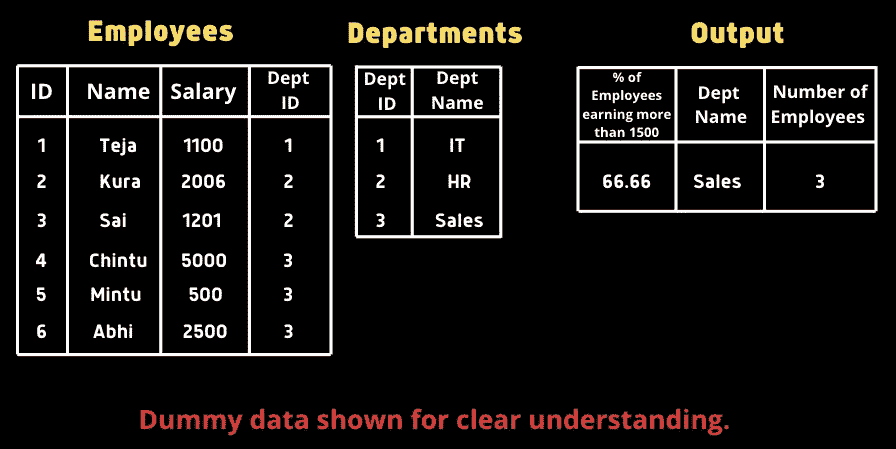 Employees
ID Name Salary Dept ID
1 Teja 1100 1
2 Kura 2006 2
3 Sai 1201 2
4 Chintu 5000 3
5 Mintu 500 3
6 Abhi 2500 3
Departments
Dept ID Dept Name
1 IT
2 HR
3 Sales
Output
% of Employees earning more than 1500 Dept Name Number of Employees
66.66 Sales 3
Dummy data shown for clear understanding.